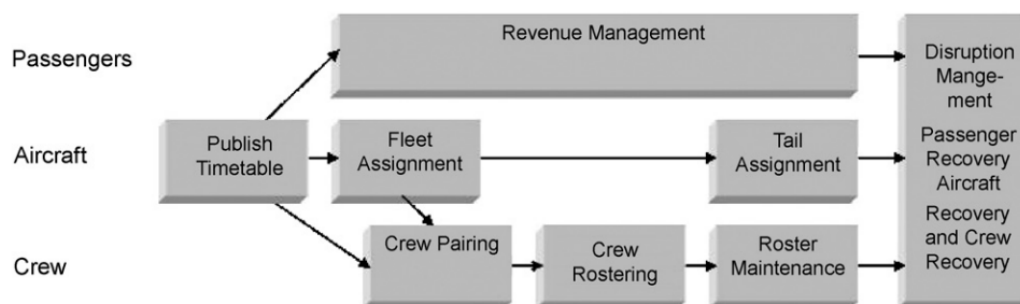 Passengers
Revenue Management
Disruption
Mange-
ment
Aircraft
Publish
Timetable
Fleet
Assignment
Tail
Assignment
Passenger
Recovery
Aircraft
Crew
Crew Pairing
Crew
Rostering
Roster
Maintenance
Recovery
and Crew
Recovery